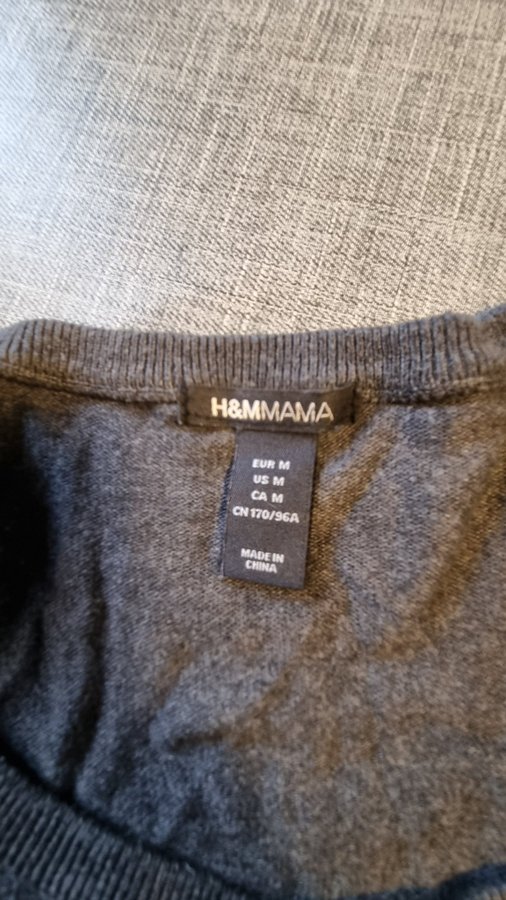 H&MMAMA
EUR M
US M
CA M
CN 170/96A
MADE IN
CHINA